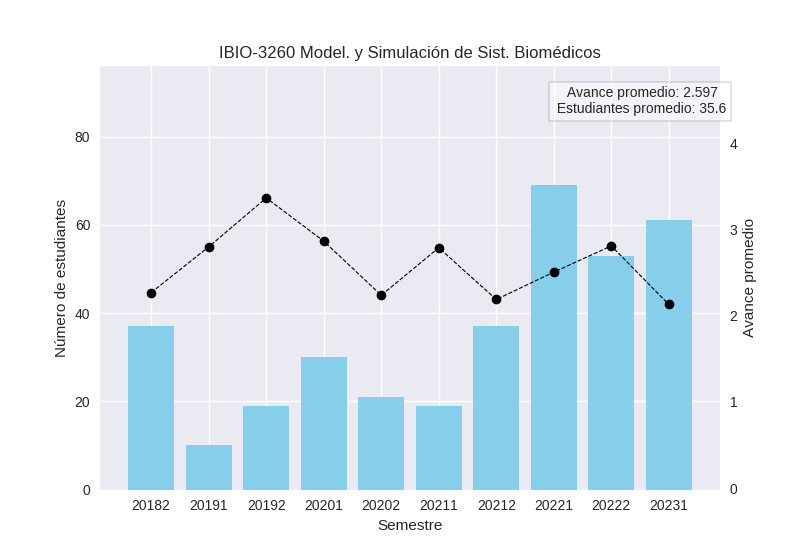 IBIO-3260 Model. y Simulación de Sist. Biomédicos
Avance promedio: 2.597
Estudiantes promedio: 35.6
Número de estudiantes
80
60
40
20
0
4
3
2
1
0
Avance promedio
20182 20191 20192 20201 20202 20211 20212 20221 20222 20231
Semestre